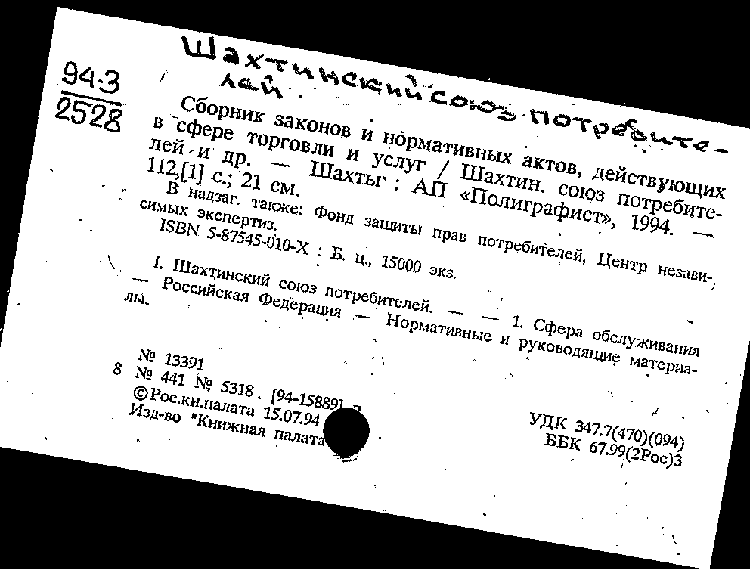 Шахтинский союз потребите-
лей
94-3
2528
Сборник законов и нормативных актов, действующих
в сфере торговли и услуг / Шахтин. союз потребите-
лей и др. — Шахты : АП «Полиграфист», 1994. —
112,[1] с.; 21 см.
В надзаг. также: Фонд защиты прав потребителей, Центр незави-
симых экспертиз.
ISBN 5-87545-010-X : Б. ц., 15000 экз.
I. Шахтинский союз потребителей. — — 1. Сфера обслуживания
— Российская Федерация — Нормативные и руководящие материа-
лы.
№ 13391
8 № 441 № 5318 . [94-15889]
©Рос.кн.палата 15.07.94
Изд-во "Книжная палата
УДК 347.7(470)(094)
ББК 67.99(2Рос)3